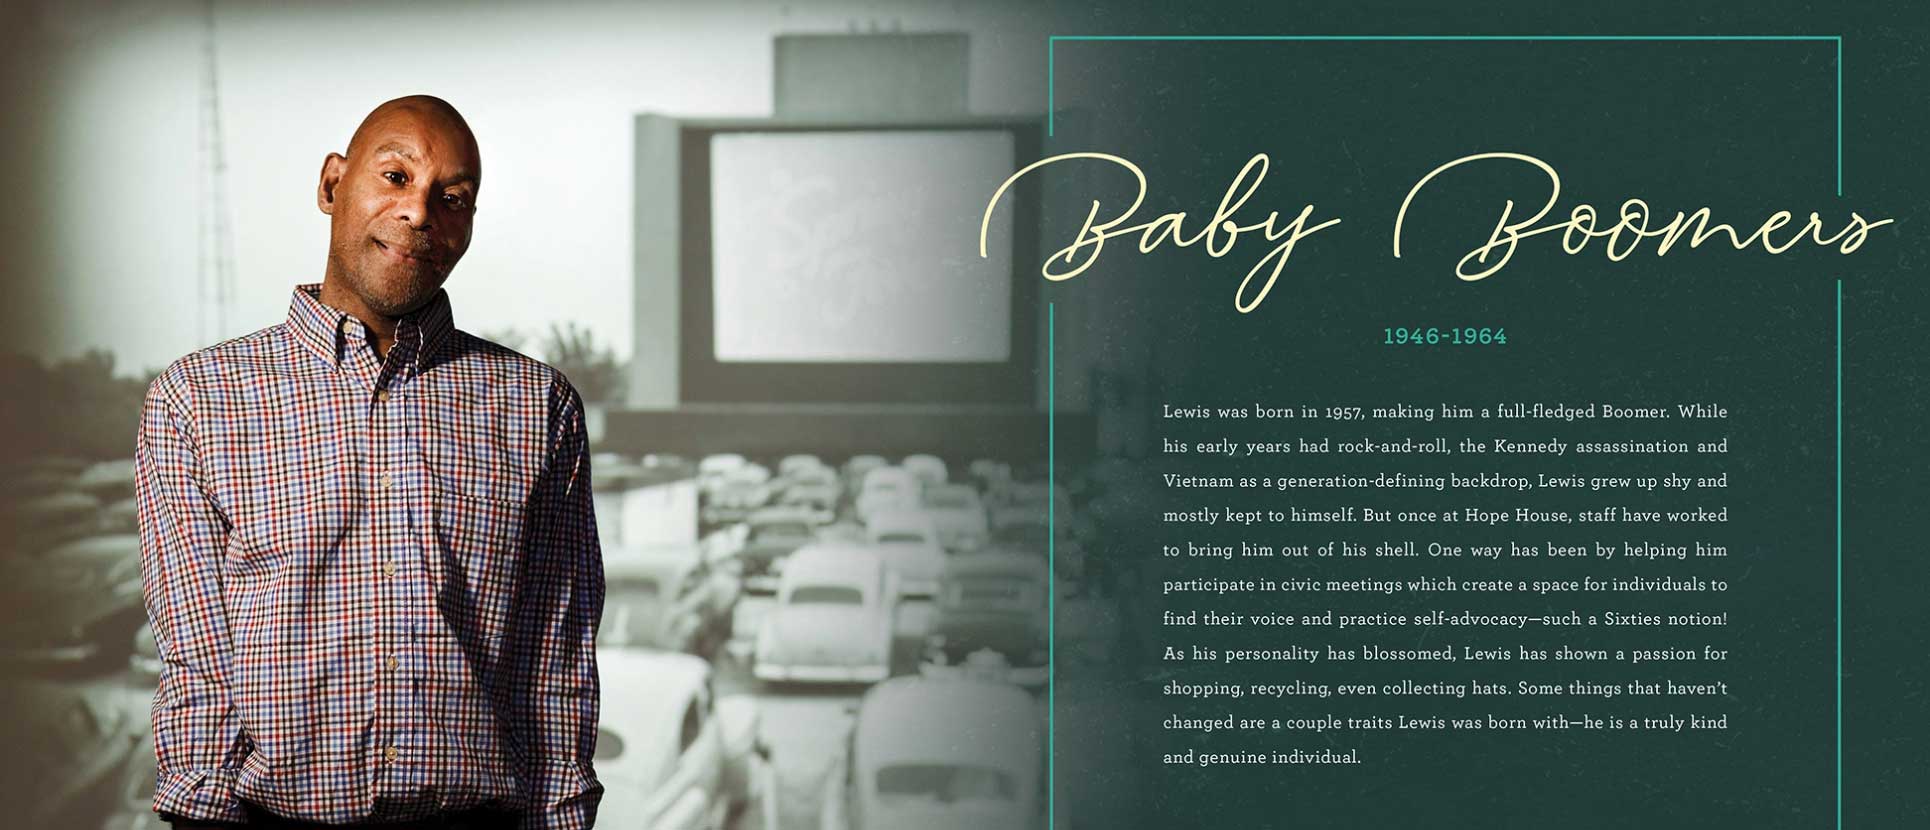 Baby Boomers
1946-1964
Lewis was born in 1957, making him a full-fledged Boomer. While
his early years had rock-and-roll, the Kennedy assassination and
Vietnam as a generation-defining backdrop, Lewis grew up shy and
mostly kept to himself. But once at Hope House, staff have worked
to bring him out of his shell. One way has been by helping him
participate in civic meetings which create a space for individuals to
find their voice and practice self-advocacy—such a Sixties notion!
As his personality has blossomed, Lewis has shown a passion for
shopping, recycling, even collecting hats. Some things that haven't
changed are a couple traits Lewis was born with—he is a truly kind
and genuine individual.